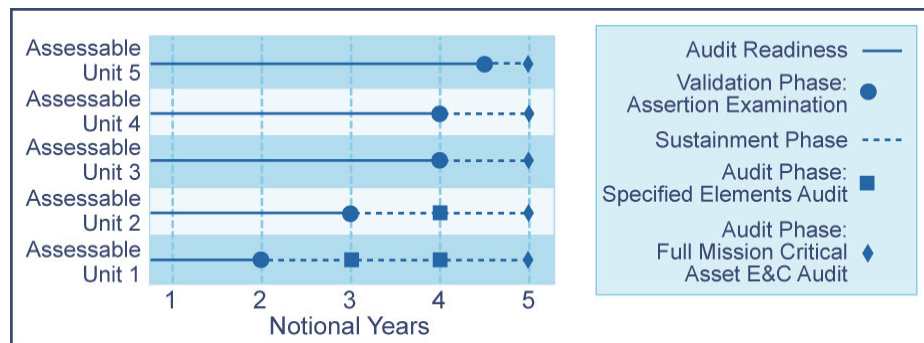 Assessable
Unit 5
Assessable
Unit 4
Assessable
Unit 3
Assessable
Unit 2
Assessable
Unit 1
1 2 3 4 5
Notional Years
Audit Readiness
Validation Phase:
Assertion Examination
Sustainment Phase
Audit Phase:
Specified Elements Audit
Audit Phase:
Full Mission Critical
Asset E&C Audit